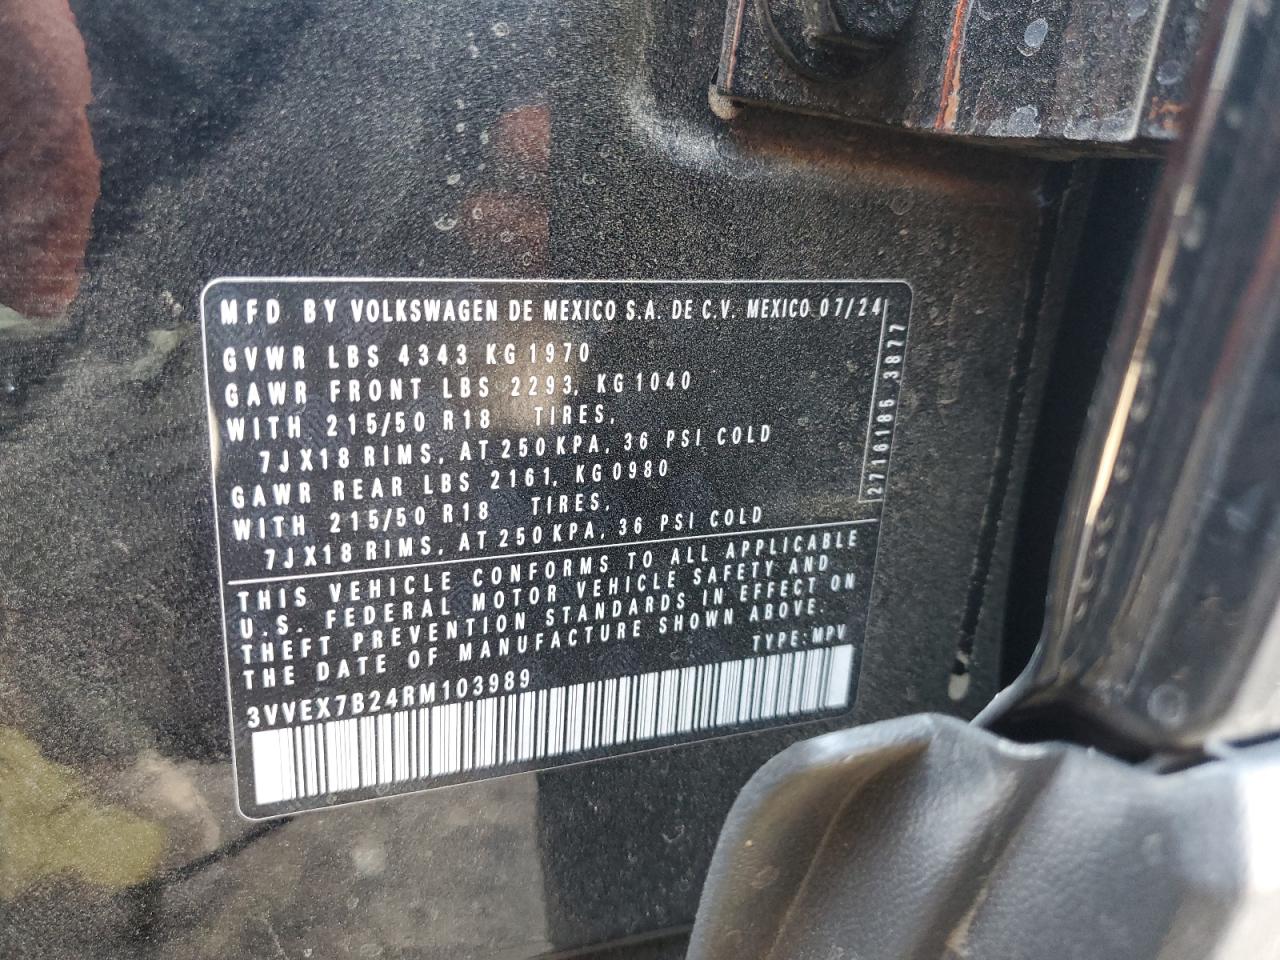 MFD BY VOLKSWAGEN DE MEXICO S.A. DE C.V. MEXICO 07/24
GVWR LBS 4343 KG 1970
GAWR FRONT LBS 2293, KG 1040
WITH 215/50 R18 TIRES,
7JX18 RIMS, AT 250 KPA, 36 PSI COLD
GAWR REAR LBS 2161, KG 0980
WITH 215/50 R18 TIRES,
7JX18 RIMS, AT 250 KPA, 36 PSI COLD
2716186 3877
THIS VEHICLE CONFORMS TO ALL APPLICABLE
U.S. FEDERAL MOTOR VEHICLE SAFETY AND
THEFT PREVENTION STANDARDS IN EFFECT ON
THE DATE OF MANUFACTURE SHOWN ABOVE.
TYPE: MPV
3VVEX7B24RM103989